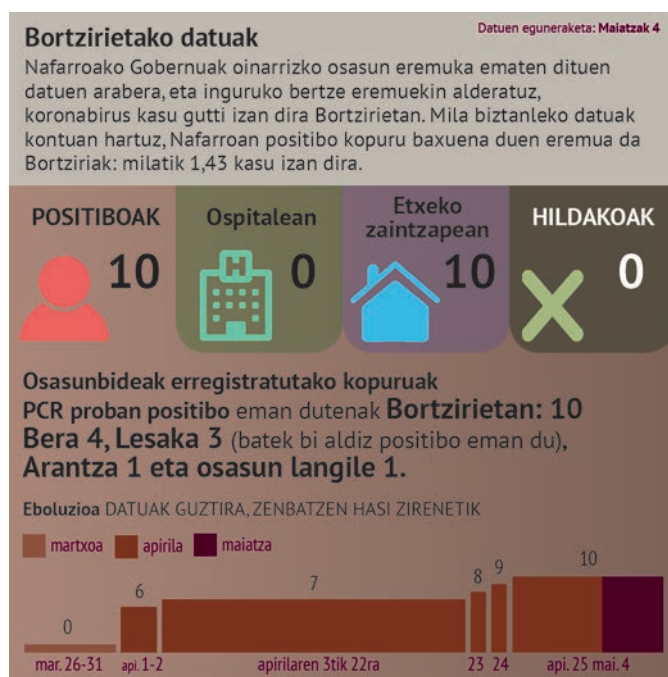 Bortzirietako datuak
Datuen eguneraketa: Maiatzak 4
Nafarroako Gobernuak oinarrizko osasun eremuka ematen dituen
datuen arabera, eta inguruko bertze eremuekin alderatuz,
koronabirus kasu gutti izan dira Bortzirietan. Mila biztanleko datuak
kontuan hartuz, Nafarroan positibo kopuru baxuena duen eremua da
Bortziriak: milatik 1,43 kasu izan dira.
POSITIBOAK
10
Ospitalean
H
0
Etxeko
zaintzapean
10
HILDAKOAK
0
Osasunbideak erregistratutako kopuruak
PCR proban positibo eman dutenak Bortzirietan: 10
Bera 4, Lesaka 3 (batek bi aldiz positibo eman du),
Arantza 1 eta osasun langile 1.
Eboluzioa DATUAK GUZTIRA, ZENBATZEN HASI ZIRENETIK
martxoa apirila maiatza
0 6 7 8 9 10
mar. 26-31 api. 1-2 apirilaren 3tik 22ra 23 24 api. 25 mai. 4